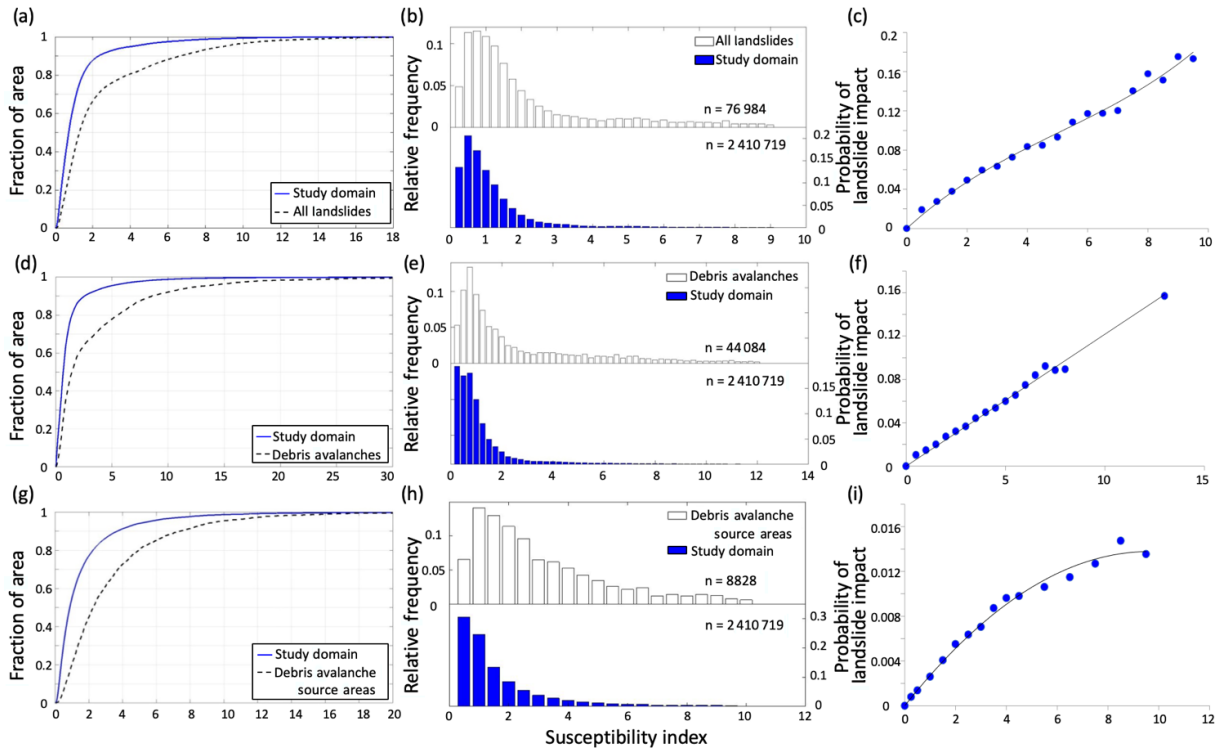 (a)
Fraction of area
1
0.8
0.6
0.4
0.2
0
Study domain
All landslides
0 2 4 6 8 10 12 14 16 18
(b)
Relative frequency
0.1
0.05
0
All landslides
Study domain
n = 76 984
n = 2 410 719
0.2
0.15
0.1
0.05
0
0 1 2 3 4 5 6 7 8 9 10
(c)
Probability of
landslide impact
0.2
0.16
0.12
0.08
0.04
0
0 2 4 6 8 10
(d)
Fraction of area
1
0.8
0.6
0.4
0.2
0
Study domain
Debris avalanches
0 5 10 15 20 25 30
(e)
Relative frequency
0.1
0.05
0
Debris avalanches
Study domain
n = 44 084
n = 2 410 719
0.15
0.10
0.05
0
0 2 4 6 8 10 12 14
(f)
Probability of
landslide impact
0.16
0.12
0.08
0.04
0
5 10 15
(g)
Fraction of area
1
0.8
0.6
0.4
0.2
0
Study domain
Debris avalanche
source areas
0 2 4 6 8 10 12 14 16 18 20
(h)
Relative frequency
0.1
0.05
0
Debris avalanche
source areas
Study domain
n = 8828
n = 2 410 719
0.3
0.2
0.1
0
0 2 4 6 8 10 12
Susceptibility index
(i)
Probability of
landslide impact
0.016
0.012
0.008
0.004
0
0 2 4 6 8 10 12